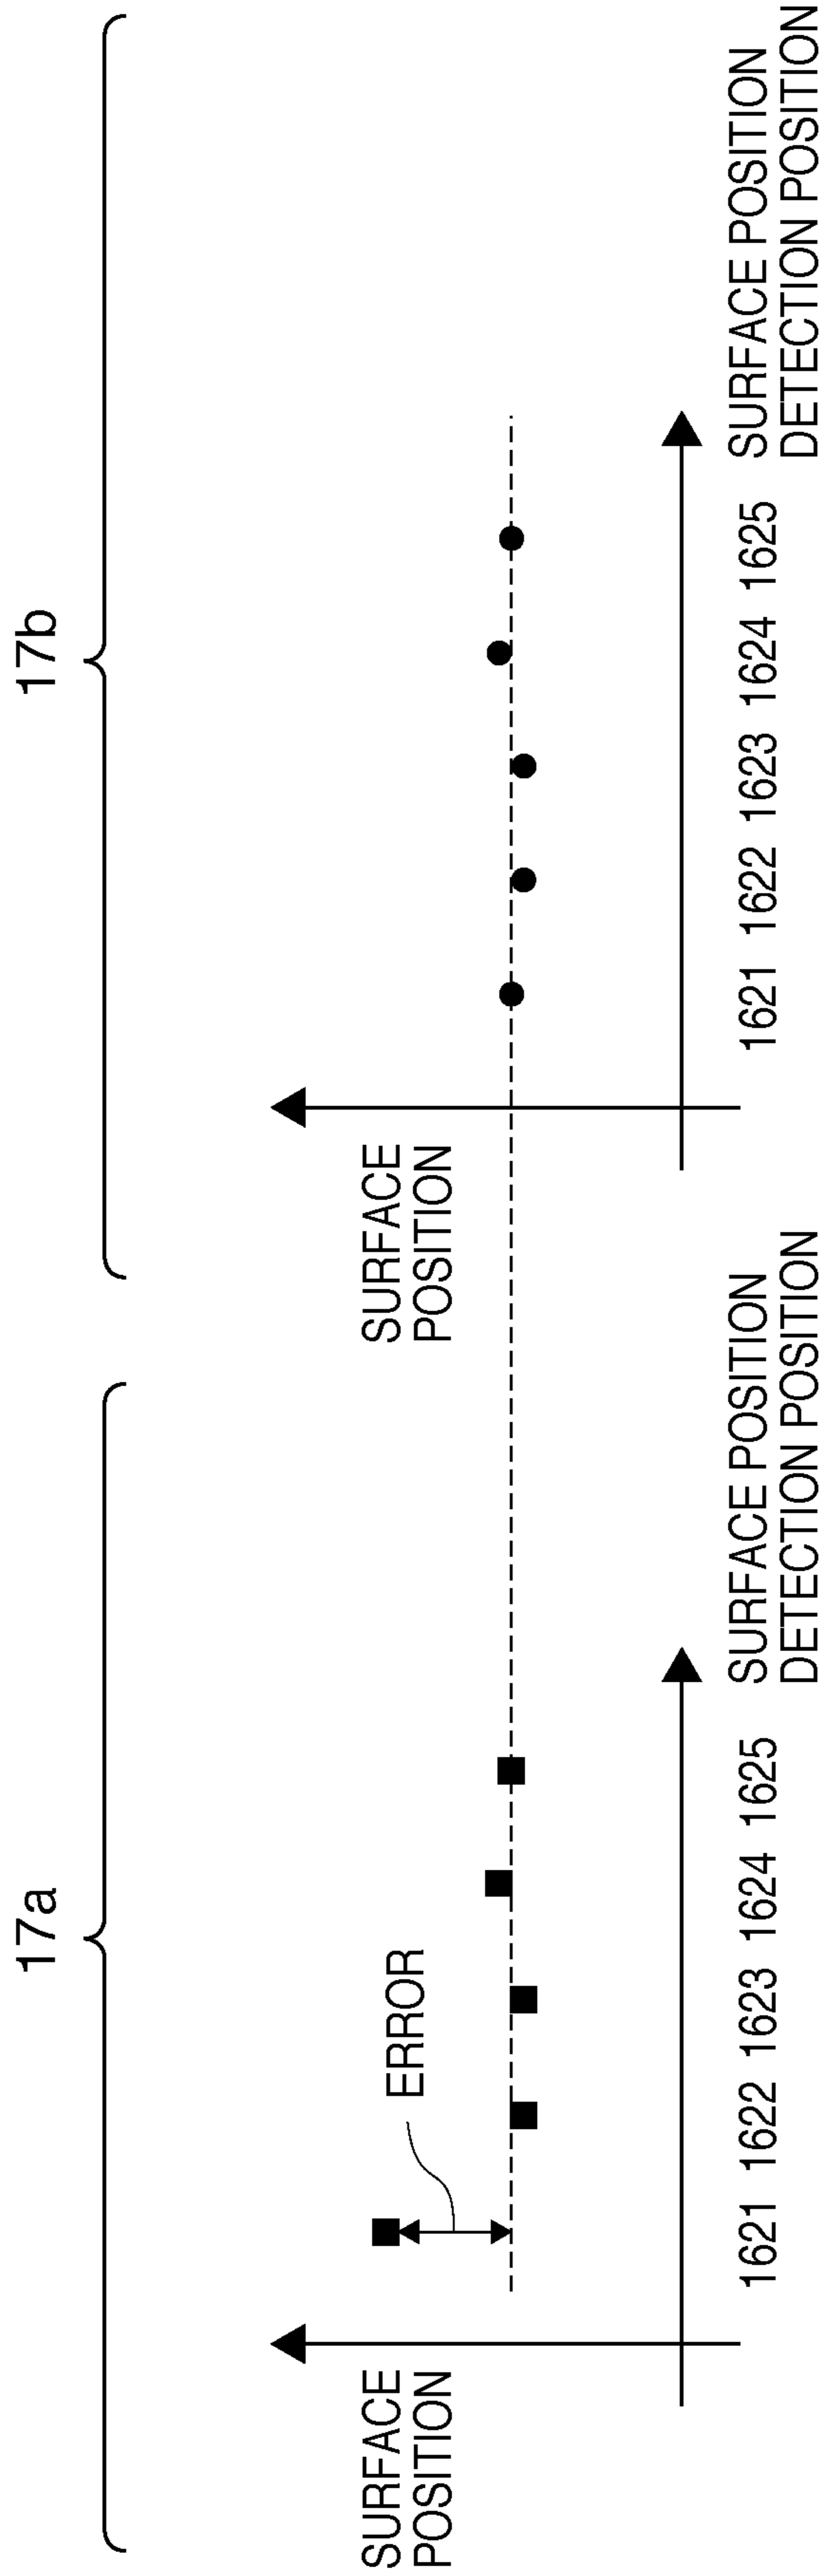 17a
SURFACE
POSITION
ERROR
1621 1622 1623 1624 1625
SURFACE POSITION
DETECTION POSITION
17b
SURFACE
POSITION
1621 1622 1623 1624 1625
SURFACE POSITION
DETECTION POSITION